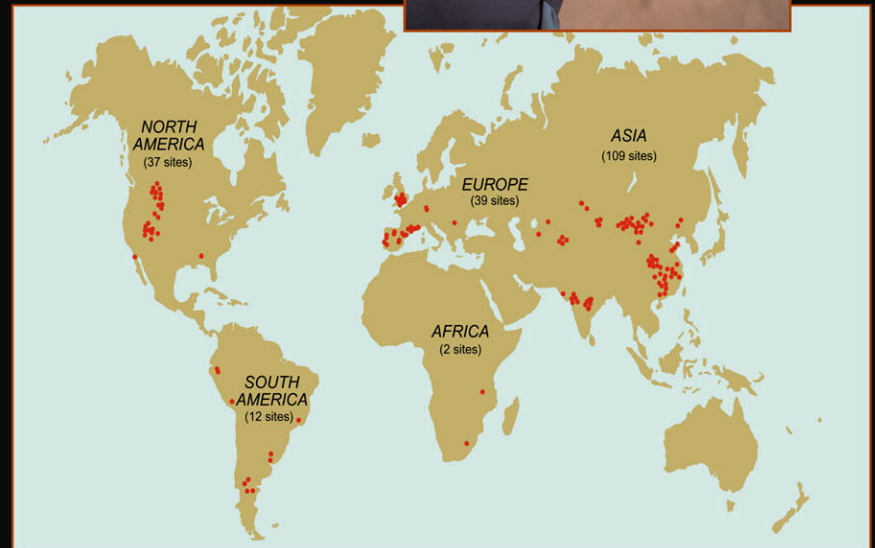 NORTH
AMERICA
(37 sites)
ASIA
(109 sites)
EUROPE
(39 sites)
AFRICA
(2 sites)
SOUTH
AMERICA
(12 sites)